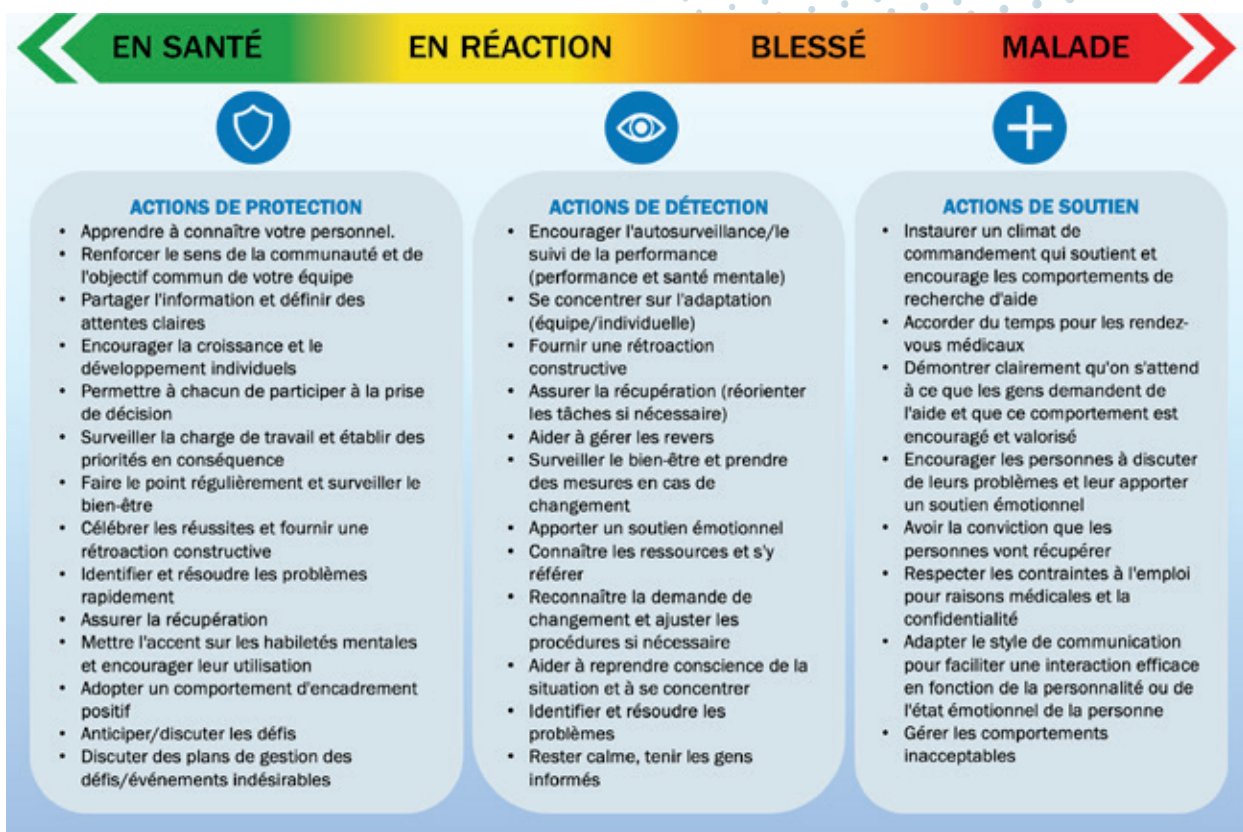 EN SANTÉ EN RÉACTION BLESSÉ MALADE
ACTIONS DE PROTECTION
• Apprendre à connaître votre personnel.
• Renforcer le sens de la communauté et de
l'objectif commun de votre équipe
• Partager l'information et définir des
attentes claires
• Encourager la croissance et le
développement individuels
• Permettre à chacun de participer à la prise
de décision
• Surveiller la charge de travail et établir des
priorités en conséquence
• Faire le point régulièrement et surveiller le
bien-être
• Célébrer les réussites et fournir une
rétroaction constructive
• Identifier et résoudre les problèmes
rapidement
• Assurer la récupération
• Mettre l'accent sur les habiletés mentales
et encourager leur utilisation
• Adopter un comportement d'encadrement
positif
• Anticiper/discuter les défis
• Discuter des plans de gestion des
défis/événements indésirables
ACTIONS DE DÉTECTION
• Encourager l'autosurveillance/le
suivi de la performance
(performance et santé mentale)
• Se concentrer sur l'adaptation
(équipe/individuelle)
• Fournir une rétroaction
constructive
• Assurer la récupération (réorienter
les tâches si nécessaire)
• Aider à gérer les revers
• Surveiller le bien-être et prendre
des mesures en cas de
changement
• Apporter un soutien émotionnel
• Connaître les ressources et s'y
référer
• Reconnaître la demande de
changement et ajuster les
procédures si nécessaire
• Aider à reprendre conscience de la
situation et à se concentrer
• Identifier et résoudre les
problèmes
• Rester calme, tenir les gens
informés
ACTIONS DE SOUTIEN
• Instaurer un climat de
commandement qui soutient et
encourage les comportements de
recherche d'aide
• Accorder du temps pour les rendez-
vous médicaux
• Démontrer clairement qu'on s'attend
à ce que les gens demandent de
l'aide et que ce comportement est
encouragé et valorisé
• Encourager les personnes à discuter
de leurs problèmes et leur apporter
un soutien émotionnel
• Avoir la conviction que les
personnes vont récupérer
• Respecter les contraintes à l'emploi
pour raisons médicales et la
confidentialité
• Adapter le style de communication
pour faciliter une interaction efficace
en fonction de la personnalité ou de
l'état émotionnel de la personne
• Gérer les comportements
inacceptables